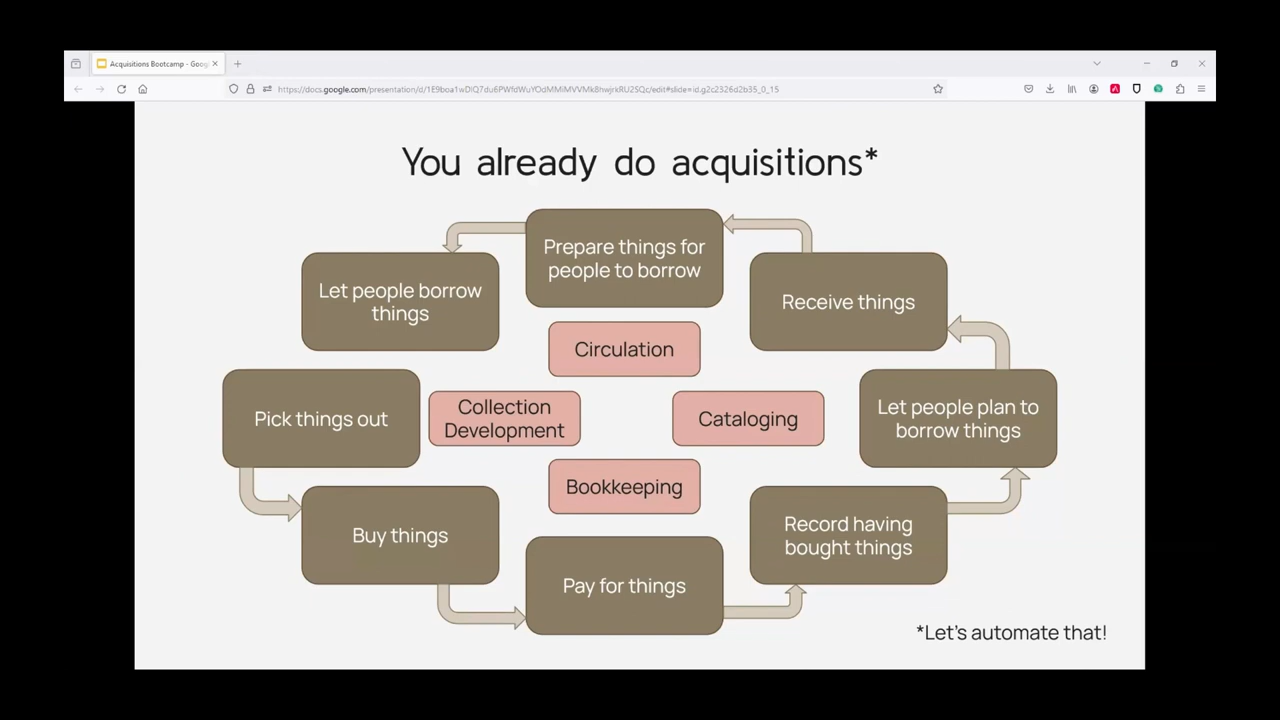 Acquisitions Bootcamp - Goog
You already do acquisitions*
Prepare things for
people to borrow
Let people borrow
things
Receive things
Circulation
Pick things out
Collection
Development
Cataloging
Let people plan to
borrow things
Bookkeeping
Buy things
Record having
bought things
Pay for things
*Let's automate that!